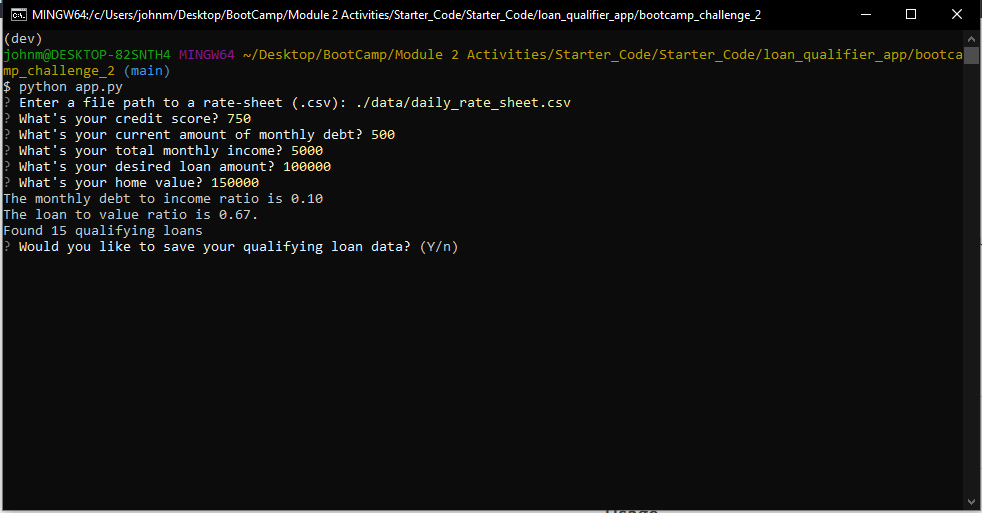 MINGW64:/c/Users/johnm/Desktop/BootCamp/Module 2 Activities/Starter_Code/Starter_Code/loan_qualifier_app/bootcamp_challenge_2
(dev)
johnm@DESKTOP-82SNTH4 MINGW64 ~/Desktop/BootCamp/Module 2 Activities/Starter_Code/Starter_Code/loan_qualifier_app/bootca
mp_challenge_2 (main)
$ python app.py
? Enter a file path to a rate-sheet (.csv): ./data/daily_rate_sheet.csv
? What's your credit score? 750
? What's your current amount of monthly debt? 500
? What's your total monthly income? 5000
? What's your desired loan amount? 100000
? What's your home value? 150000
The monthly debt to income ratio is 0.10
The loan to value ratio is 0.67.
Found 15 qualifying loans
? Would you like to save your qualifying loan data? (Y/n)